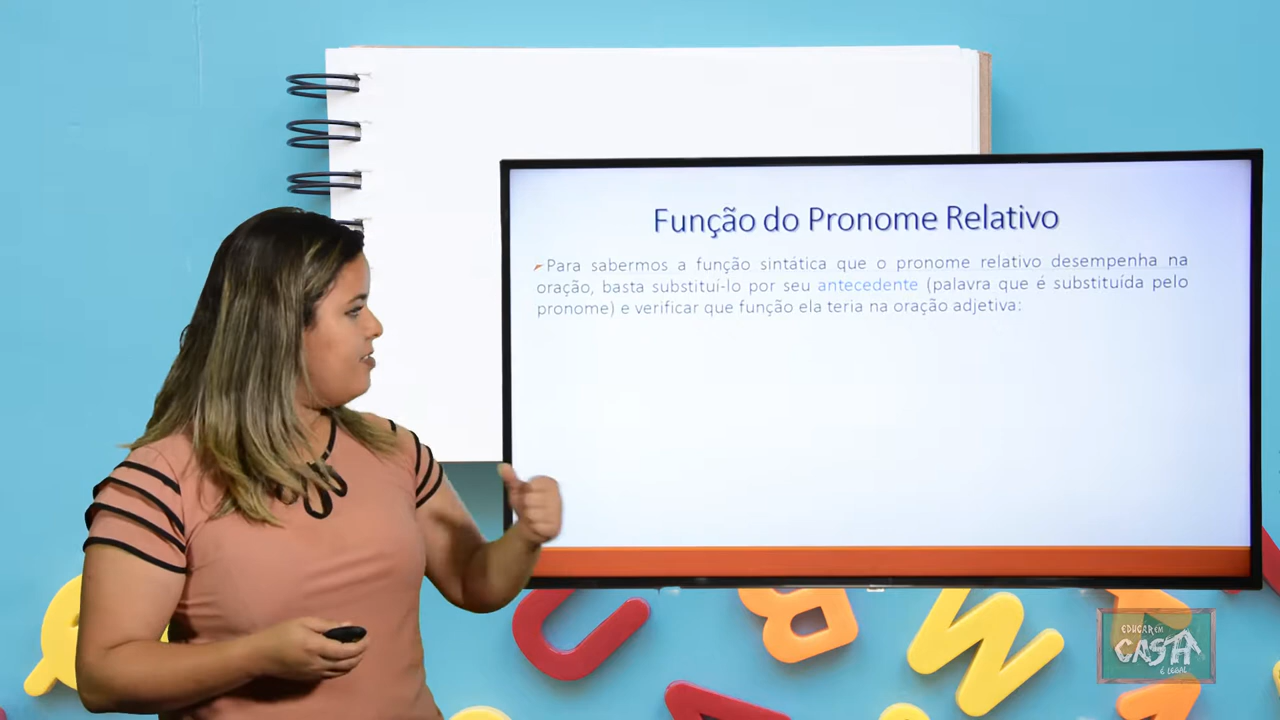 Função do Pronome Relativo
Para sabermos a função sintática que o pronome relativo desempenha na
oração, basta substituí-lo por seu antecedente (palavra que é substituída pelo
pronome) e verificar que função ela teria na oração adjetiva:
EDUCAR EM
CASA
É LEGAL